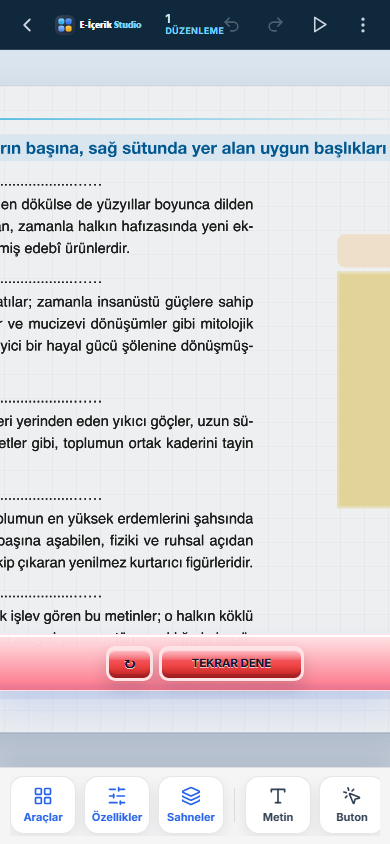 E-İçerik Studio
1
DÜZENLEME
rın başına, sağ sütunda yer alan uygun başlıkları
..............................
en dökülse de yüzyıllar boyunca dilden
an, zamanla halkın hafızasında yeni ek-
miş edebî ürünlerdir.
..............................
atılar; zamanla insanüstü güçlere sahip
r ve mucizevi dönüşümler gibi mitolojik
yici bir hayal gücü şölenine dönüşmüş-
..............................
eri yerinden eden yıkıcı göçler, uzun sü-
etler gibi, toplumun ortak kaderini tayin
..............................
plumun en yüksek erdemlerini şahsında
başına aşabilen, fiziki ve ruhsal açıdan
kip çıkaran yenilmez kurtarıcı figürleridir.
..............................
k işlev gören bu metinler; o halkın köklü
↻ TEKRAR DENE
Araçlar
Özellikler
Sahneler
Metin
Buton